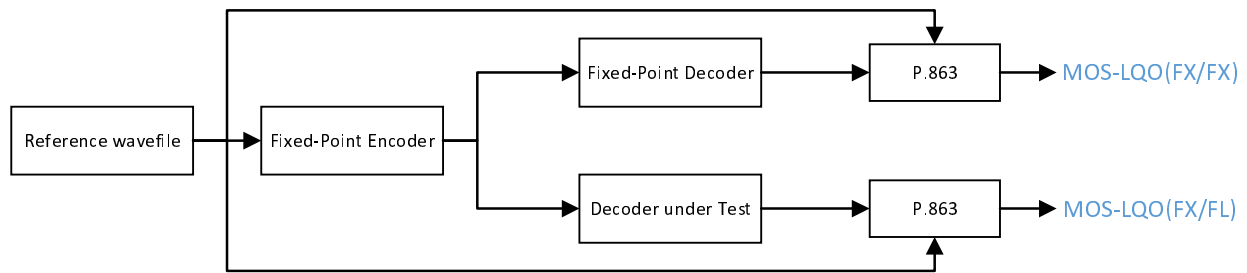 Fixed-Point Decoder
P.863
MOS-LQO(FX/FX)
Reference wavefile
Fixed-Point Encoder
Decoder under Test
P.863
MOS-LQO(FX/FL)